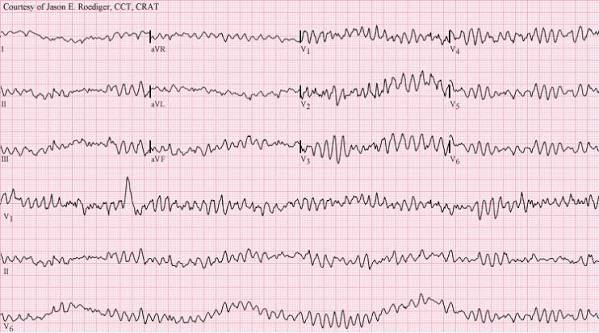 Courtesy of Jason E. Roediger, CCT, CRAT
I aVR V1 V4
II aVL V2 V5
III aVF V3 V6
V1
II
V6